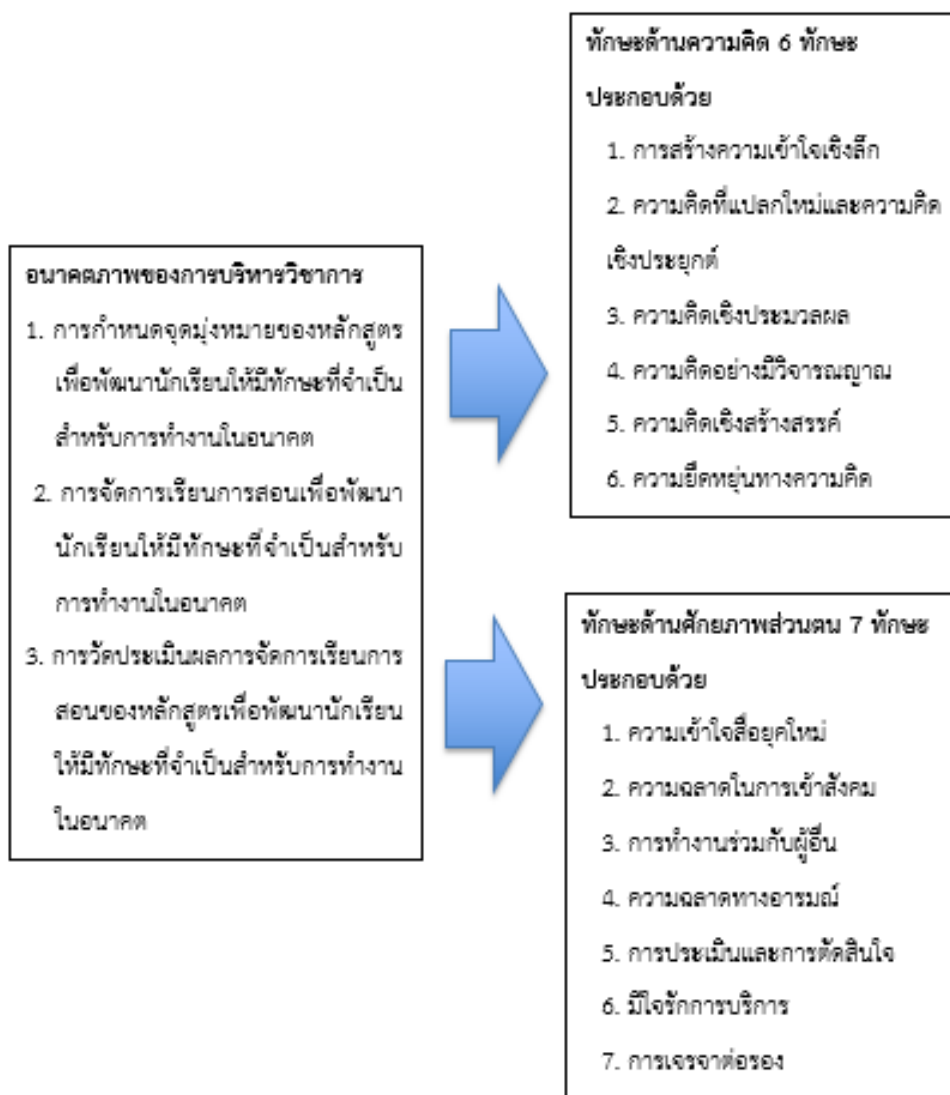 อนาคตภาพของการบริหารวิชาการ
1. การกำหนดจุดมุ่งหมายของหลักสูตร
เพื่อพัฒนานักเรียนให้มีทักษะที่จำเป็น
สำหรับการทำงานในอนาคต
2. การจัดการเรียนการสอนเพื่อพัฒนา
นักเรียนให้มีทักษะที่จำเป็นสำหรับ
การทำงานในอนาคต
3. การวัดประเมินผลการจัดการเรียนการ
สอนของหลักสูตรเพื่อพัฒนานักเรียน
ให้มีทักษะที่จำเป็นสำหรับการทำงาน
ในอนาคต
ทักษะด้านความคิด 6 ทักษะ
ประกอบด้วย
1. การสร้างความเข้าใจเชิงลึก
2. ความคิดที่แปลกใหม่และความคิด
เชิงประยุกต์
3. ความคิดเชิงประมวลผล
4. ความคิดอย่างมีวิจารณญาณ
5. ความคิดเชิงสร้างสรรค์
6. ความยืดหยุ่นทางความคิด
ทักษะด้านศักยภาพส่วนตน 7 ทักษะ
ประกอบด้วย
1. ความเข้าใจสื่อยุคใหม่
2. ความฉลาดในการเข้าสังคม
3. การทำงานร่วมกับผู้อื่น
4. ความฉลาดทางอารมณ์
5. การประเมินและการตัดสินใจ
6. มีใจรักการบริการ
7. การเจรจาต่อรอง